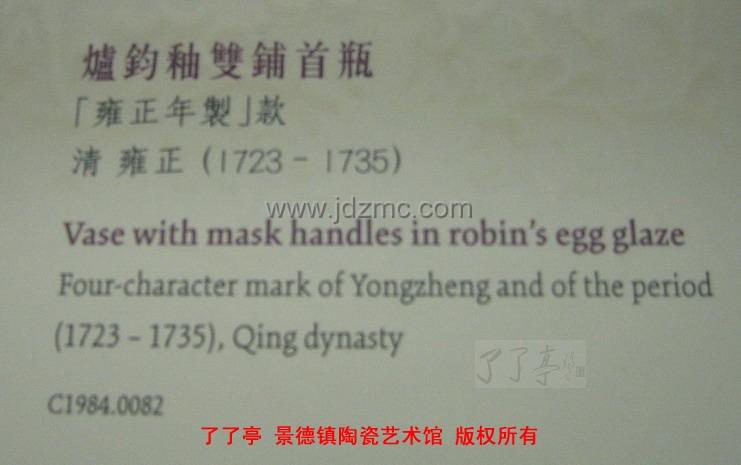 爐鈞釉雙鋪首瓶
「雍正年製」款
清 雍正 (1723 - 1735)
www.jdzmc.com
Vase with mask handles in robin's egg glaze
Four-character mark of Yongzheng and of the period
(1723 – 1735), Qing dynasty
了了亭
C1984.0082
了了亭 景德镇陶瓷艺术馆 版权所有